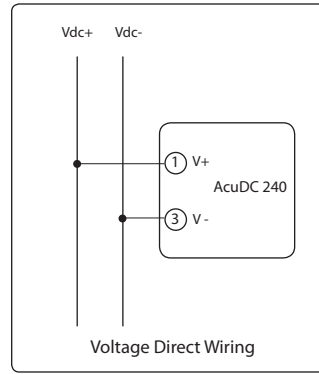 Vdc+ Vdc-
1 V+
AcuDC 240
3 V -
Voltage Direct Wiring